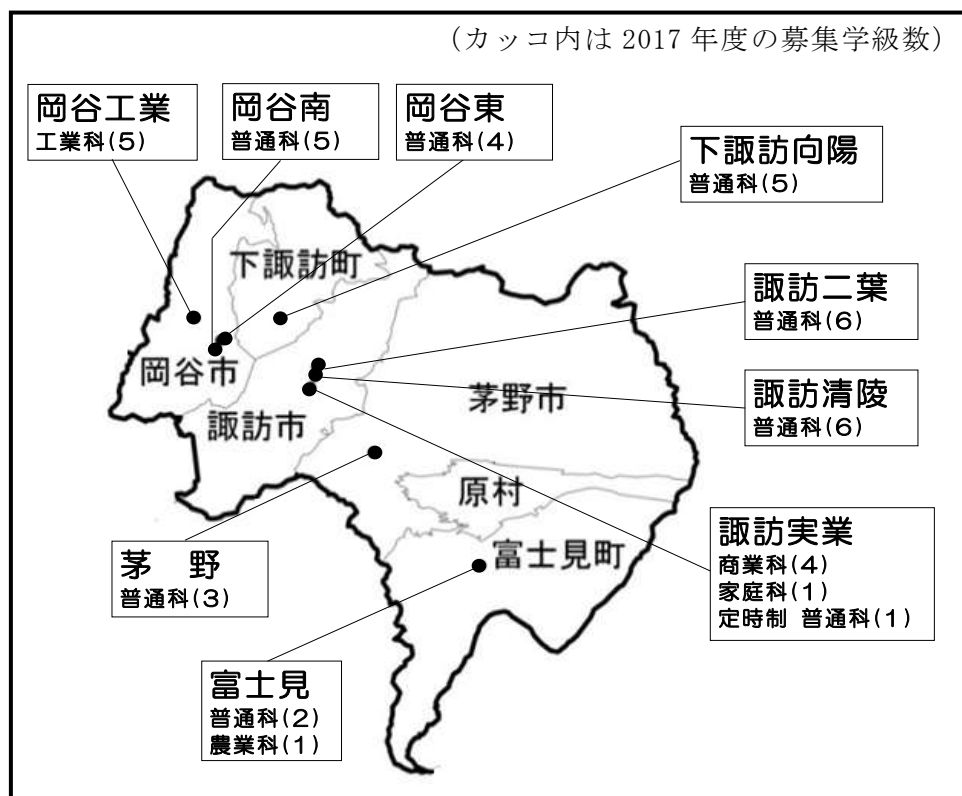 (カッコ内は 2017 年度の募集学級数)
岡谷工業
工業科(5)
岡谷南
普通科(5)
岡谷東
普通科(4)
下諏訪向陽
普通科(5)
下諏訪町
諏訪二葉
普通科(6)
岡谷市
諏訪市
茅野市
諏訪清陵
普通科(6)
原村
諏訪実業
商業科(4)
家庭科(1)
定時制 普通科(1)
茅 野
普通科(3)
富士見町
富士見
普通科(2)
農業科(1)